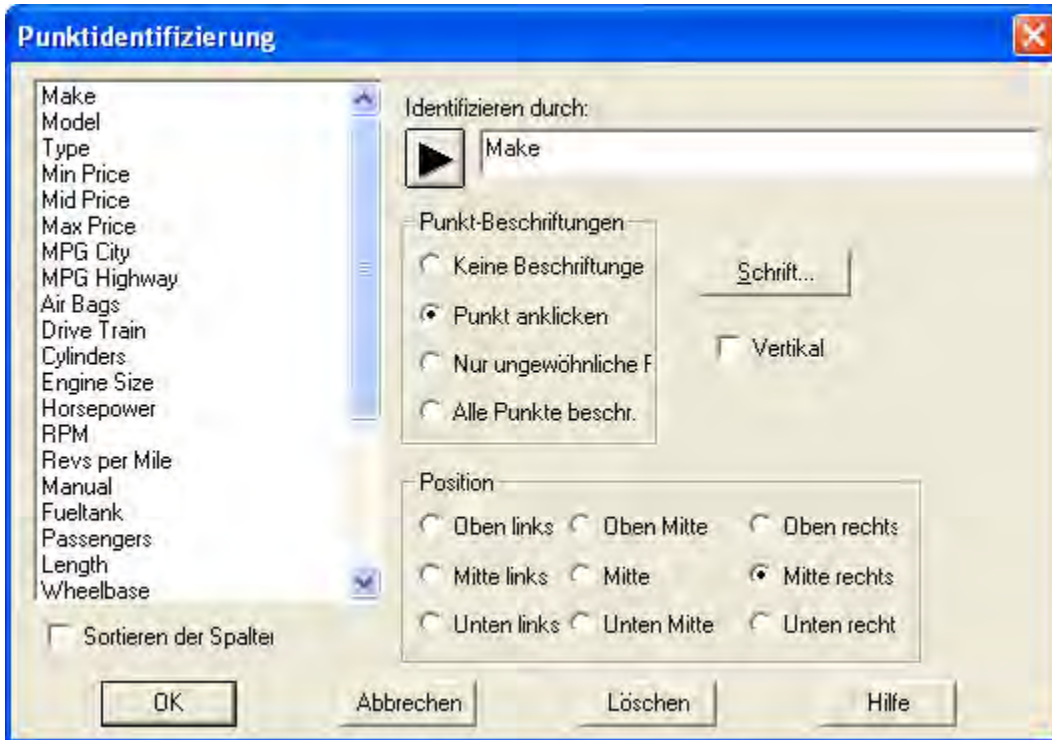 Punktidentifizierung
Make
Model
Type
Min Price
Mid Price
Max Price
MPG City
MPG Highway
Air Bags
Drive Train
Cylinders
Engine Size
Horsepower
RPM
Revs per Mile
Manual
Fueltank
Passengers
Length
Wheelbase
Sortieren der Spalter
Identifizieren durch:
Make
Punkt-Beschriftungen
Keine Beschriftunge
Punkt anklicken
Nur ungewöhnliche F
Alle Punkte beschr.
Schrift...
Vertikal
Position
Oben links Oben Mitte Oben rechts
Mitte links Mitte Mitte rechts
Unten links Unten Mitte Unten recht
OK Abbrechen Löschen Hilfe